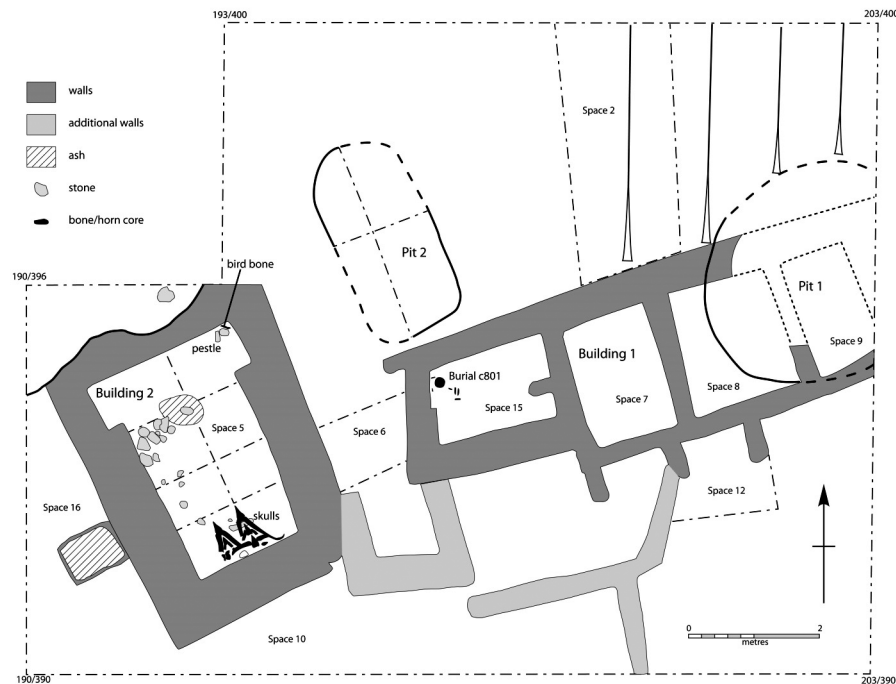 193/400
203/400
walls
additional walls
ash
stone
bone/horn core
Space 2
Pit 2
bird bone
190/396
Pit 1
pestle
Space 9
Building 1
Burial c801
Building 2
Space 8
Space 7
Space 15
Space 5
Space 6
Space 12
Space 16
skulls
Space 10
0 2
metres
190/390
203/390